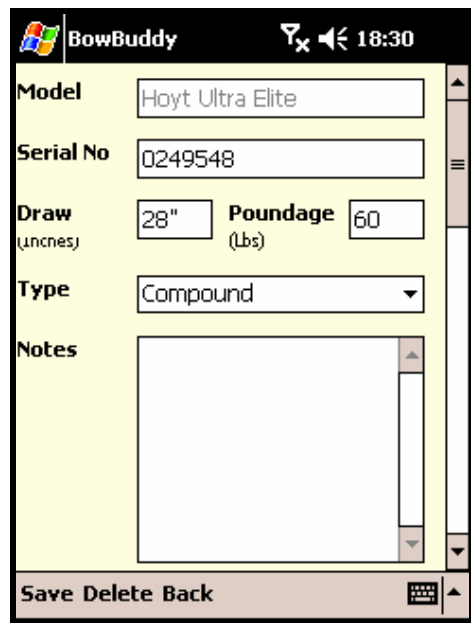 BowBuddy 18:30
Model Hoyt Ultra Elite
Serial No 0249548
Draw 28" Poundage 60
(inches) (Lbs)
Type Compound
Notes
Save Delete Back